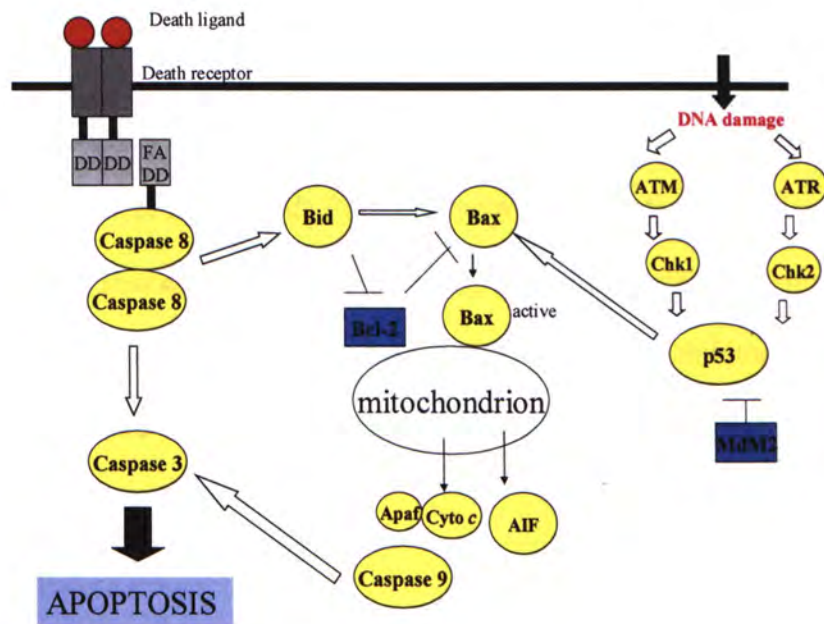 Death ligand
Death receptor
DNA damage
DD
DD
FA
DD
ATM
ATR
Caspase 8
Bid
Bax
Chk1
Chk2
Caspase 8
Bcl-2
Bax
active
p53
mitochondrion
MdM2
Caspase 3
Apaf
Cyto c
AIF
Caspase 9
APOPTOSIS